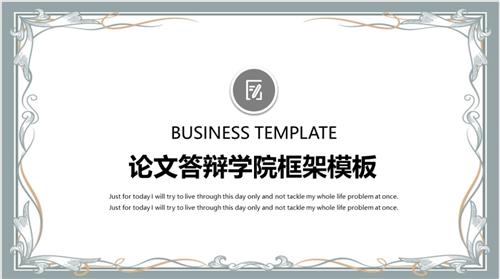 BUSINESS TEMPLATE
论文答辩学院框架模板
Just for today I will try to live through this day only and not tackle my whole life problem at once.
Just for today I will try to live through this day only and not tackle my whole life problem at once.